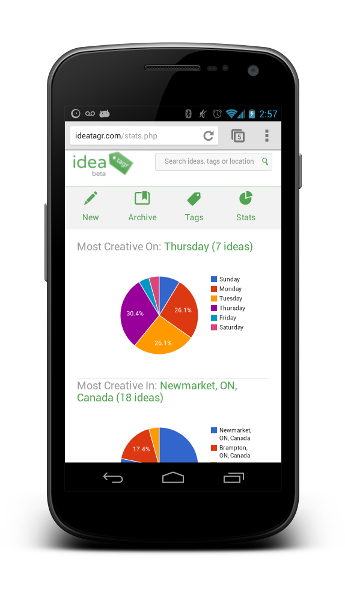 2:57
ideatagr.com/stats.php
5
idea tagr
beta
Search ideas, tags or location
New
Archive
Tags
Stats
Most Creative On: Thursday (7 ideas)
30.4%
26.1%
26.1%
Sunday
Monday
Tuesday
Thursday
Friday
Saturday
Most Creative In: Newmarket, ON,
Canada (18 ideas)
17.4%
Newmarket,
ON, Canada
Brampton,
ON, Canada